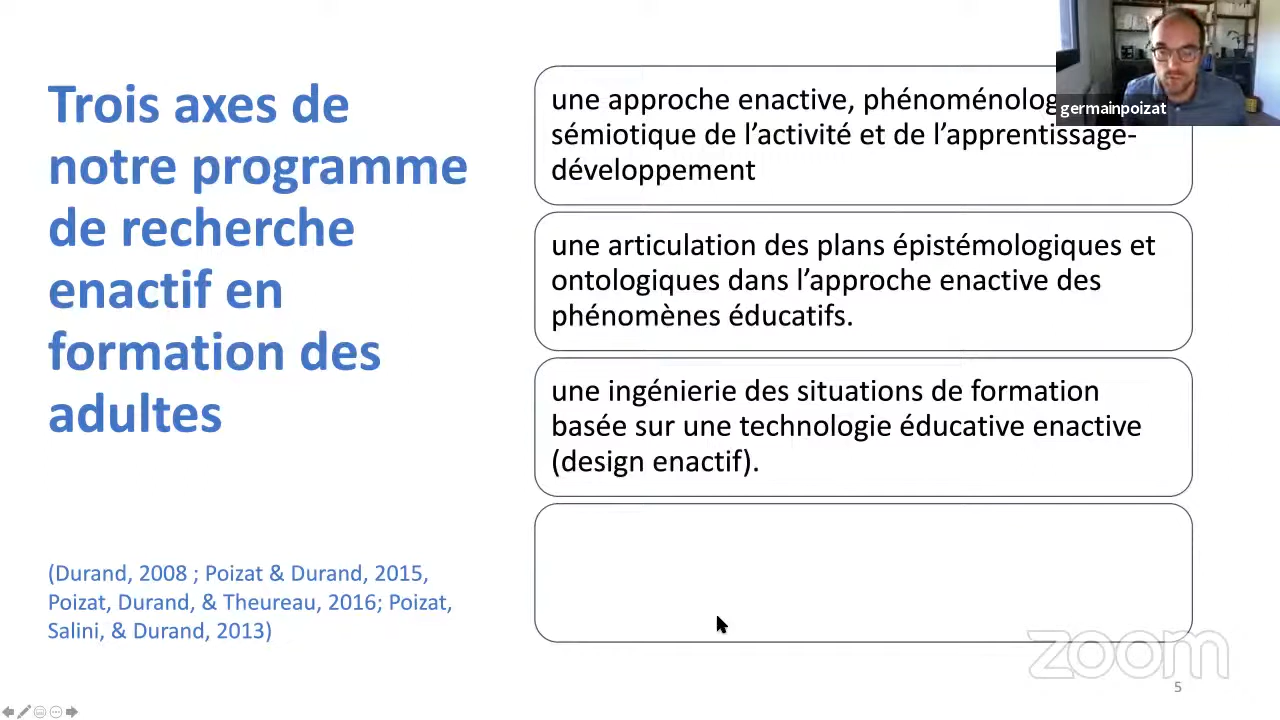 Trois axes de
notre programme
de recherche
enactif en
formation des
adultes
(Durand, 2008 ; Poizat & Durand, 2015,
Poizat, Durand, & Theureau, 2016; Poizat,
Salini, & Durand, 2013)
une approche enactive,
sémiotique de l’activité et de l’apprentissage-
développement
une articulation des plans épistémologiques et
ontologiques dans l’approche enactive des
phénomènes éducatifs.
une ingénierie des situations de formation
basée sur une technologie éducative enactive
(design enactif).
germainpoizat
zoom
5